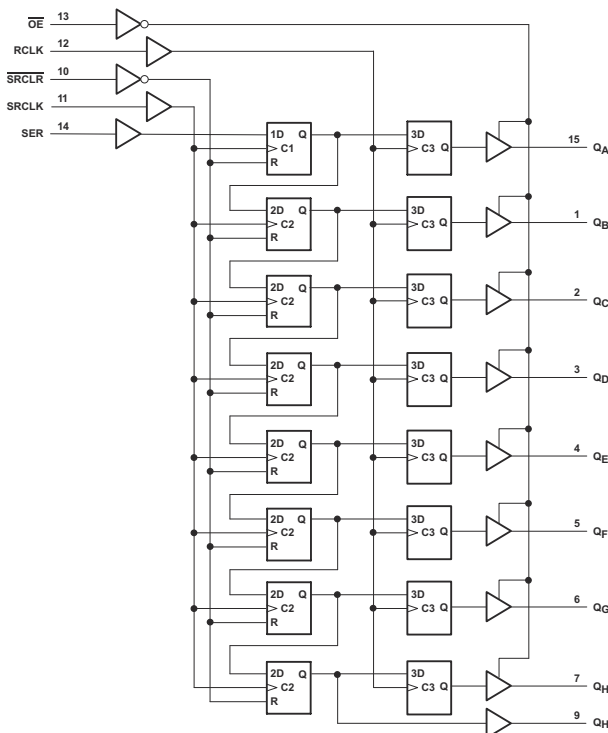 OE 13
RCLK 12
SRCLR 10
SRCLK 11
SER 14
1D Q 3D 15
C1 C3 Q QA
R
2D Q 3D 1
C2 C3 Q QB
R
2D Q 3D 2
C2 C3 Q QC
R
2D Q 3D 3
C2 C3 Q QD
R
2D Q 3D 4
C2 C3 Q QE
R
2D Q 3D 5
C2 C3 Q QF
R
2D Q 3D 6
C2 C3 Q QG
R
2D Q 3D 7
C2 C3 Q QH
R
9
QH